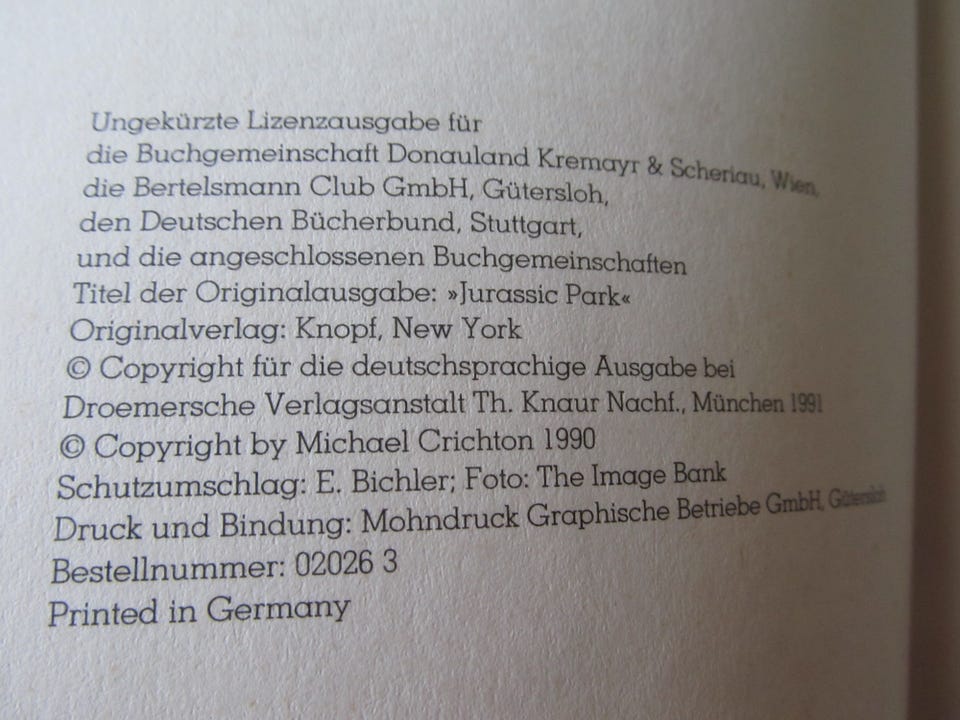 Ungekürzte Lizenzausgabe für
die Buchgemeinschaft Donauland Kremayr & Scheriau, Wien,
die Bertelsmann Club GmbH, Gütersloh,
den Deutschen Bücherbund, Stuttgart,
und die angeschlossenen Buchgemeinschaften
Titel der Originalausgabe: »Jurassic Park«
Originalverlag: Knopf, New York
© Copyright für die deutschsprachige Ausgabe bei
Droemersche Verlagsanstalt Th. Knaur Nachf., München 1991
© Copyright by Michael Crichton 1990
Schutzumschlag: E. Bichler; Foto: The Image Bank
Druck und Bindung: Mohndruck Graphische Betriebe GmbH, Gütersloh
Bestellnummer: 02026 3
Printed in Germany